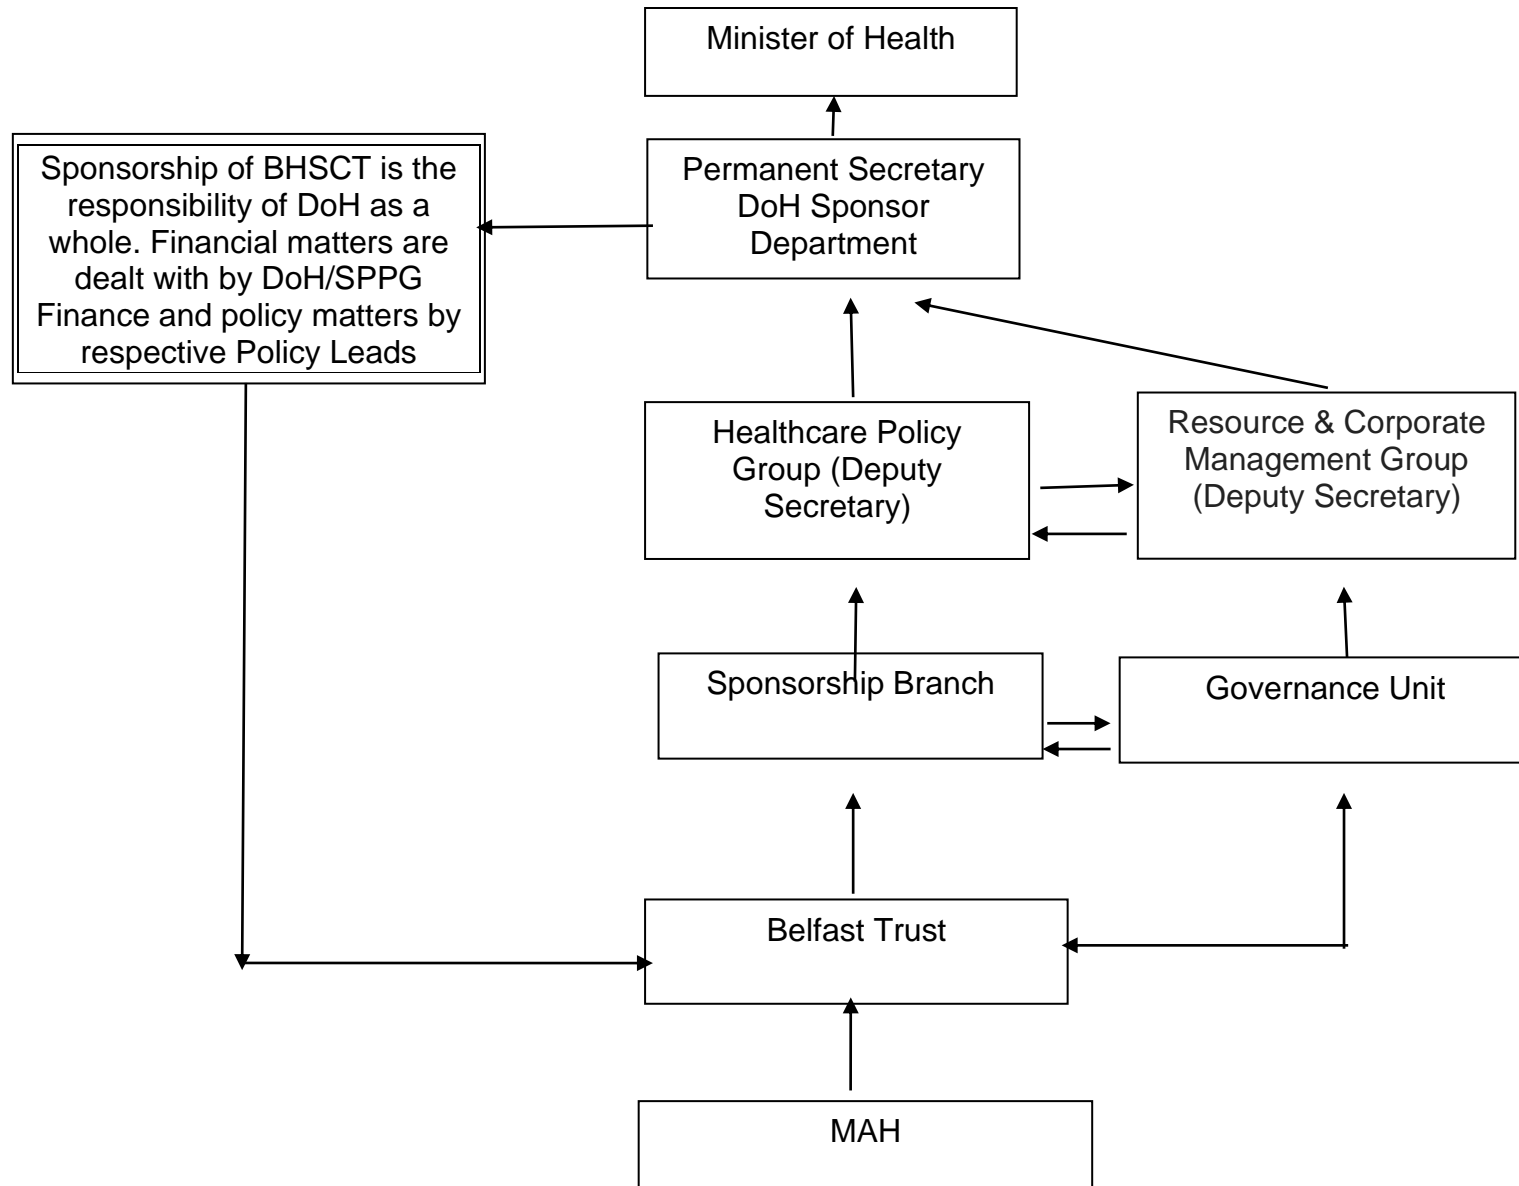 Minister of Health
Sponsorship of BHSCT is the
responsibility of DoH as a
whole. Financial matters are
dealt with by DoH/SPPG
Finance and policy matters by
respective Policy Leads
Permanent Secretary
DoH Sponsor
Department
Healthcare Policy
Group (Deputy
Secretary)
Resource & Corporate
Management Group
(Deputy Secretary)
Sponsorship Branch
Governance Unit
Belfast Trust
MAH